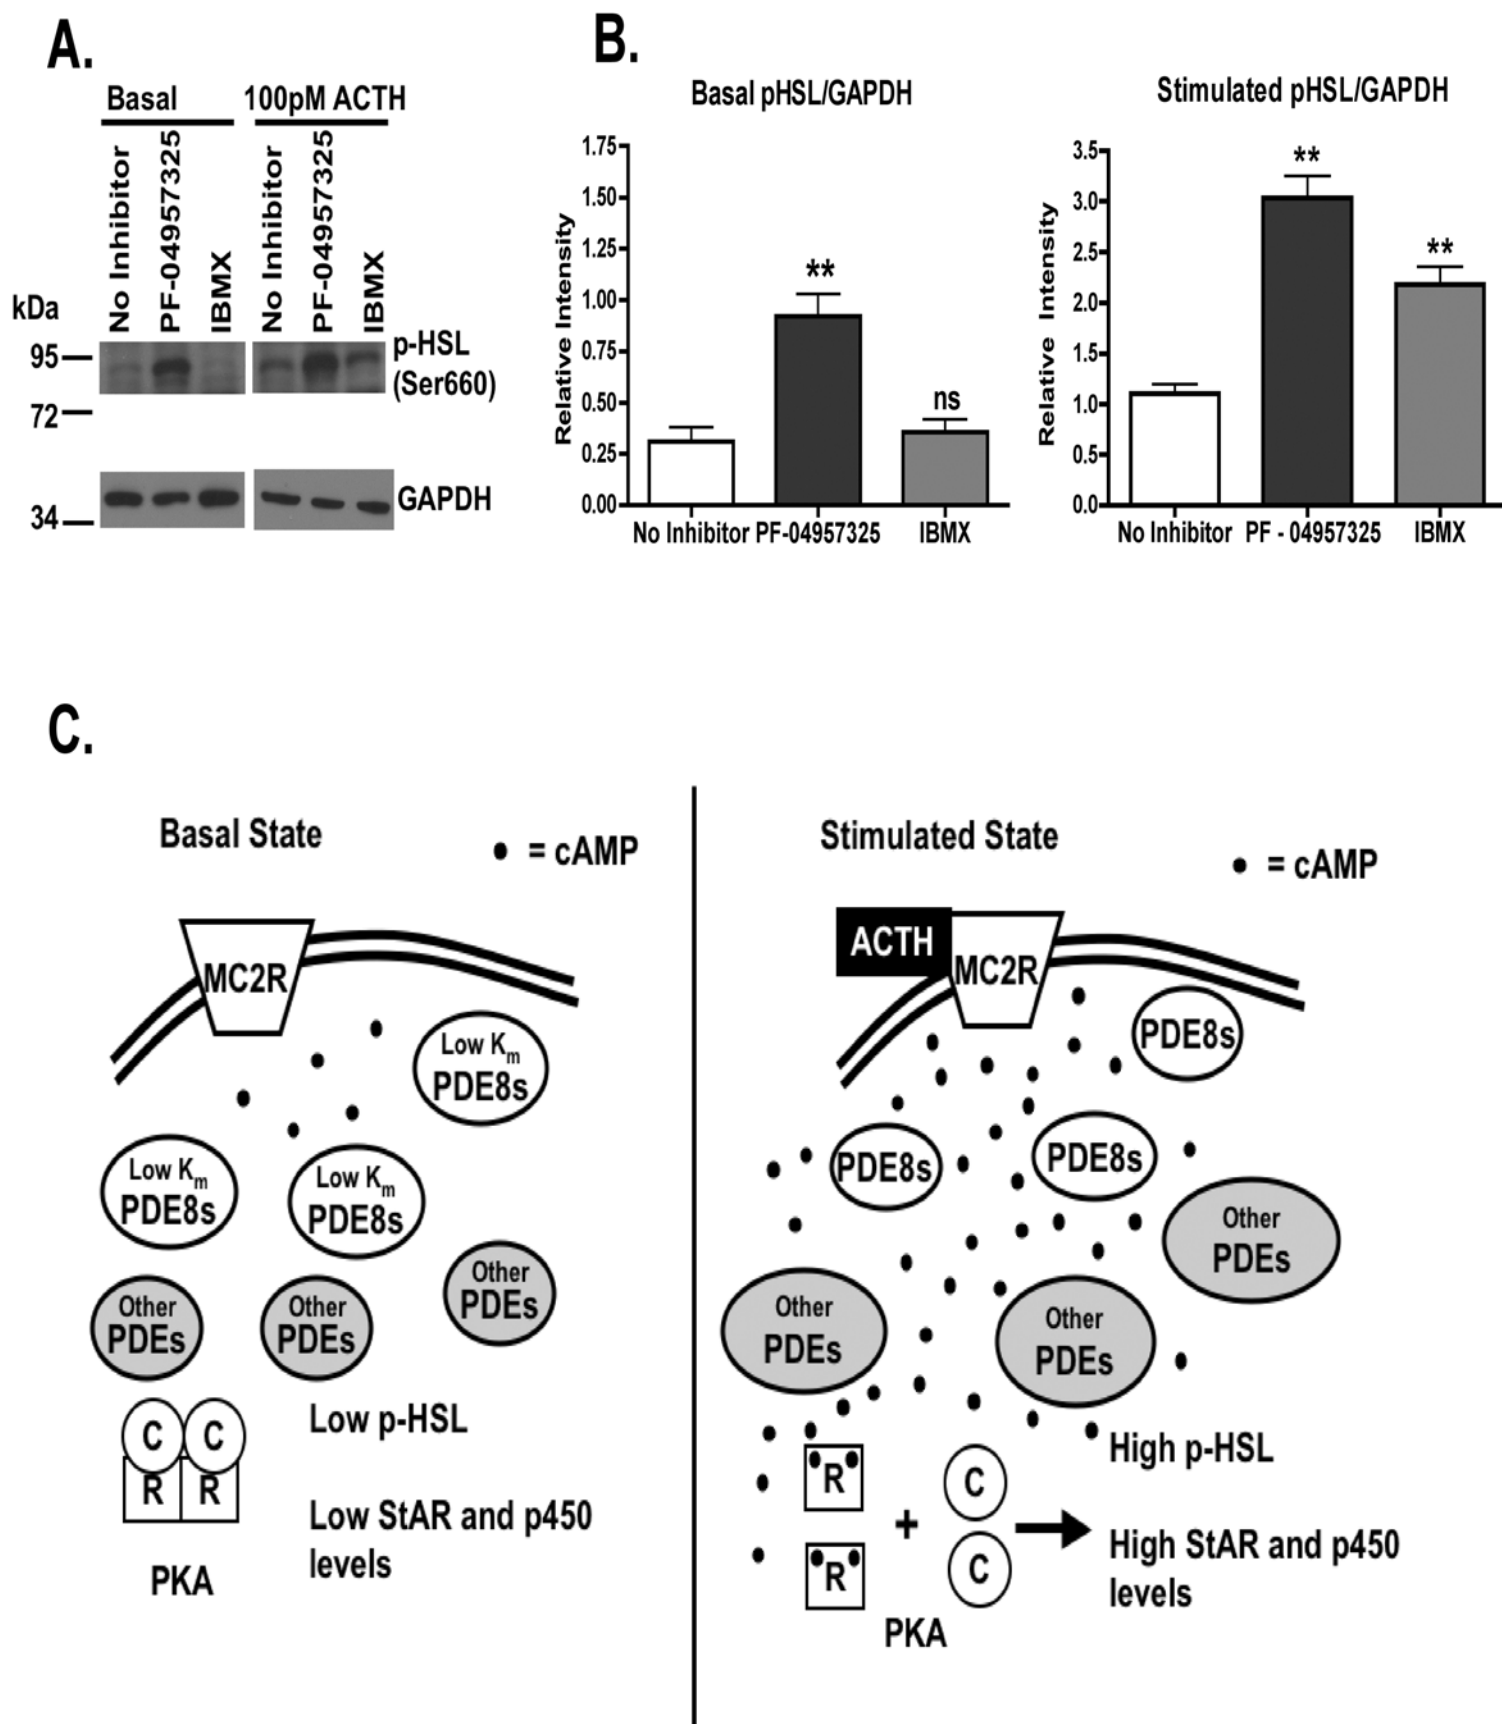 A.
Basal
100pM ACTH
No Inhibitor
PF-04957325
IBMX
No Inhibitor
PF-04957325
IBMX
kDa
95
72
34
p-HSL
(Ser660)
GAPDH
B.
Basal pHSL/GAPDH
Relative Intensity
1.75
1.50
1.25
1.00
0.75
0.50
0.25
0.00
**
ns
No Inhibitor PF-04957325 IBMX
Stimulated pHSL/GAPDH
Relative Intensity
3.5
3.0
2.5
2.0
1.5
1.0
0.5
0.0
**
**
No Inhibitor PF - 04957325 IBMX
C.
Basal State
= cAMP
MC2R
Low Km
PDE8s
Low Km
PDE8s
Low Km
PDE8s
Other
PDEs
Other
PDEs
Other
PDEs
C C
R R
PKA
Low p-HSL
Low StAR and p450
levels
Stimulated State
= cAMP
ACTH
MC2R
PDE8s
PDE8s
PDE8s
Other
PDEs
Other
PDEs
Other
PDEs
R
R
+
C
C
PKA
High p-HSL
High StAR and p450
levels